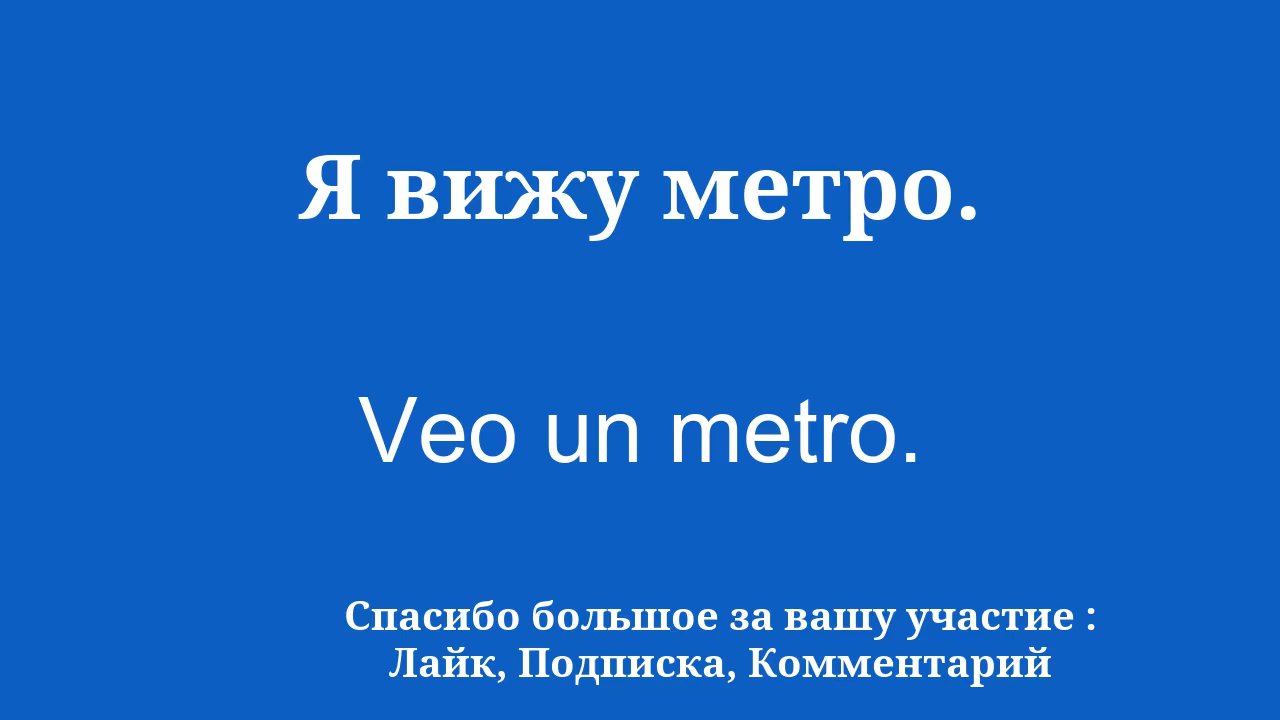 Я вижу метро.
Veo un metro.
Спасибо большое за вашу участие :
Лайк, Подписка, Комментарий